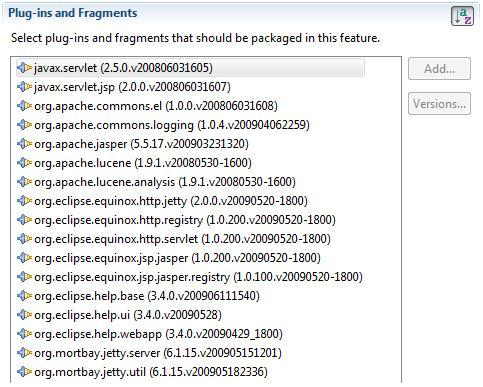 Plug-ins and Fragments
Select plug-ins and fragments that should be packaged in this feature.
javax.servlet (2.5.0.v200806031605)
javax.servlet.jsp (2.0.0.v200806031607)
org.apache.commons.el (1.0.0.v200806031608)
org.apache.commons.logging (1.0.4.v200904062259)
org.apache.jasper (5.5.17.v200903231320)
org.apache.lucene (1.9.1.v20080530-1600)
org.apache.lucene.analysis (1.9.1.v20080530-1600)
org.eclipse.equinox.http.jetty (2.0.0.v20090520-1800)
org.eclipse.equinox.http.registry (1.0.200.v20090520-1800)
org.eclipse.equinox.http.servlet (1.0.200.v20090520-1800)
org.eclipse.equinox.jsp.jasper (1.0.200.v20090520-1800)
org.eclipse.equinox.jsp.jasper.registry (1.0.100.v20090520-1800)
org.eclipse.help.base (3.4.0.v200906111540)
org.eclipse.help.ui (3.4.0.v20090528)
org.eclipse.help.webapp (3.4.0.v20090429_1800)
org.mortbay.jetty.server (6.1.15.v200905151201)
org.mortbay.jetty.util (6.1.15.v200905182336)
Add...
Versions...
a
z